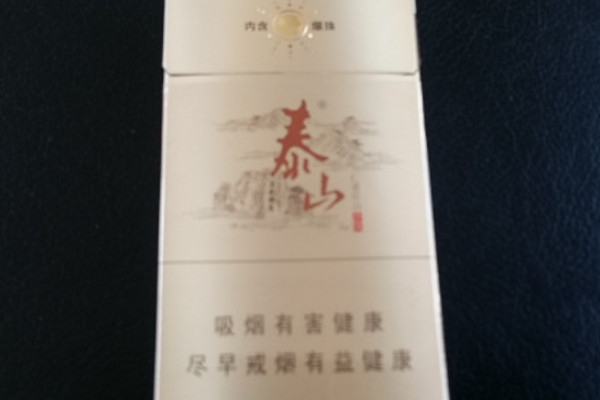 内含 爆珠
泰山
吸烟有害健康
尽早戒烟有益健康